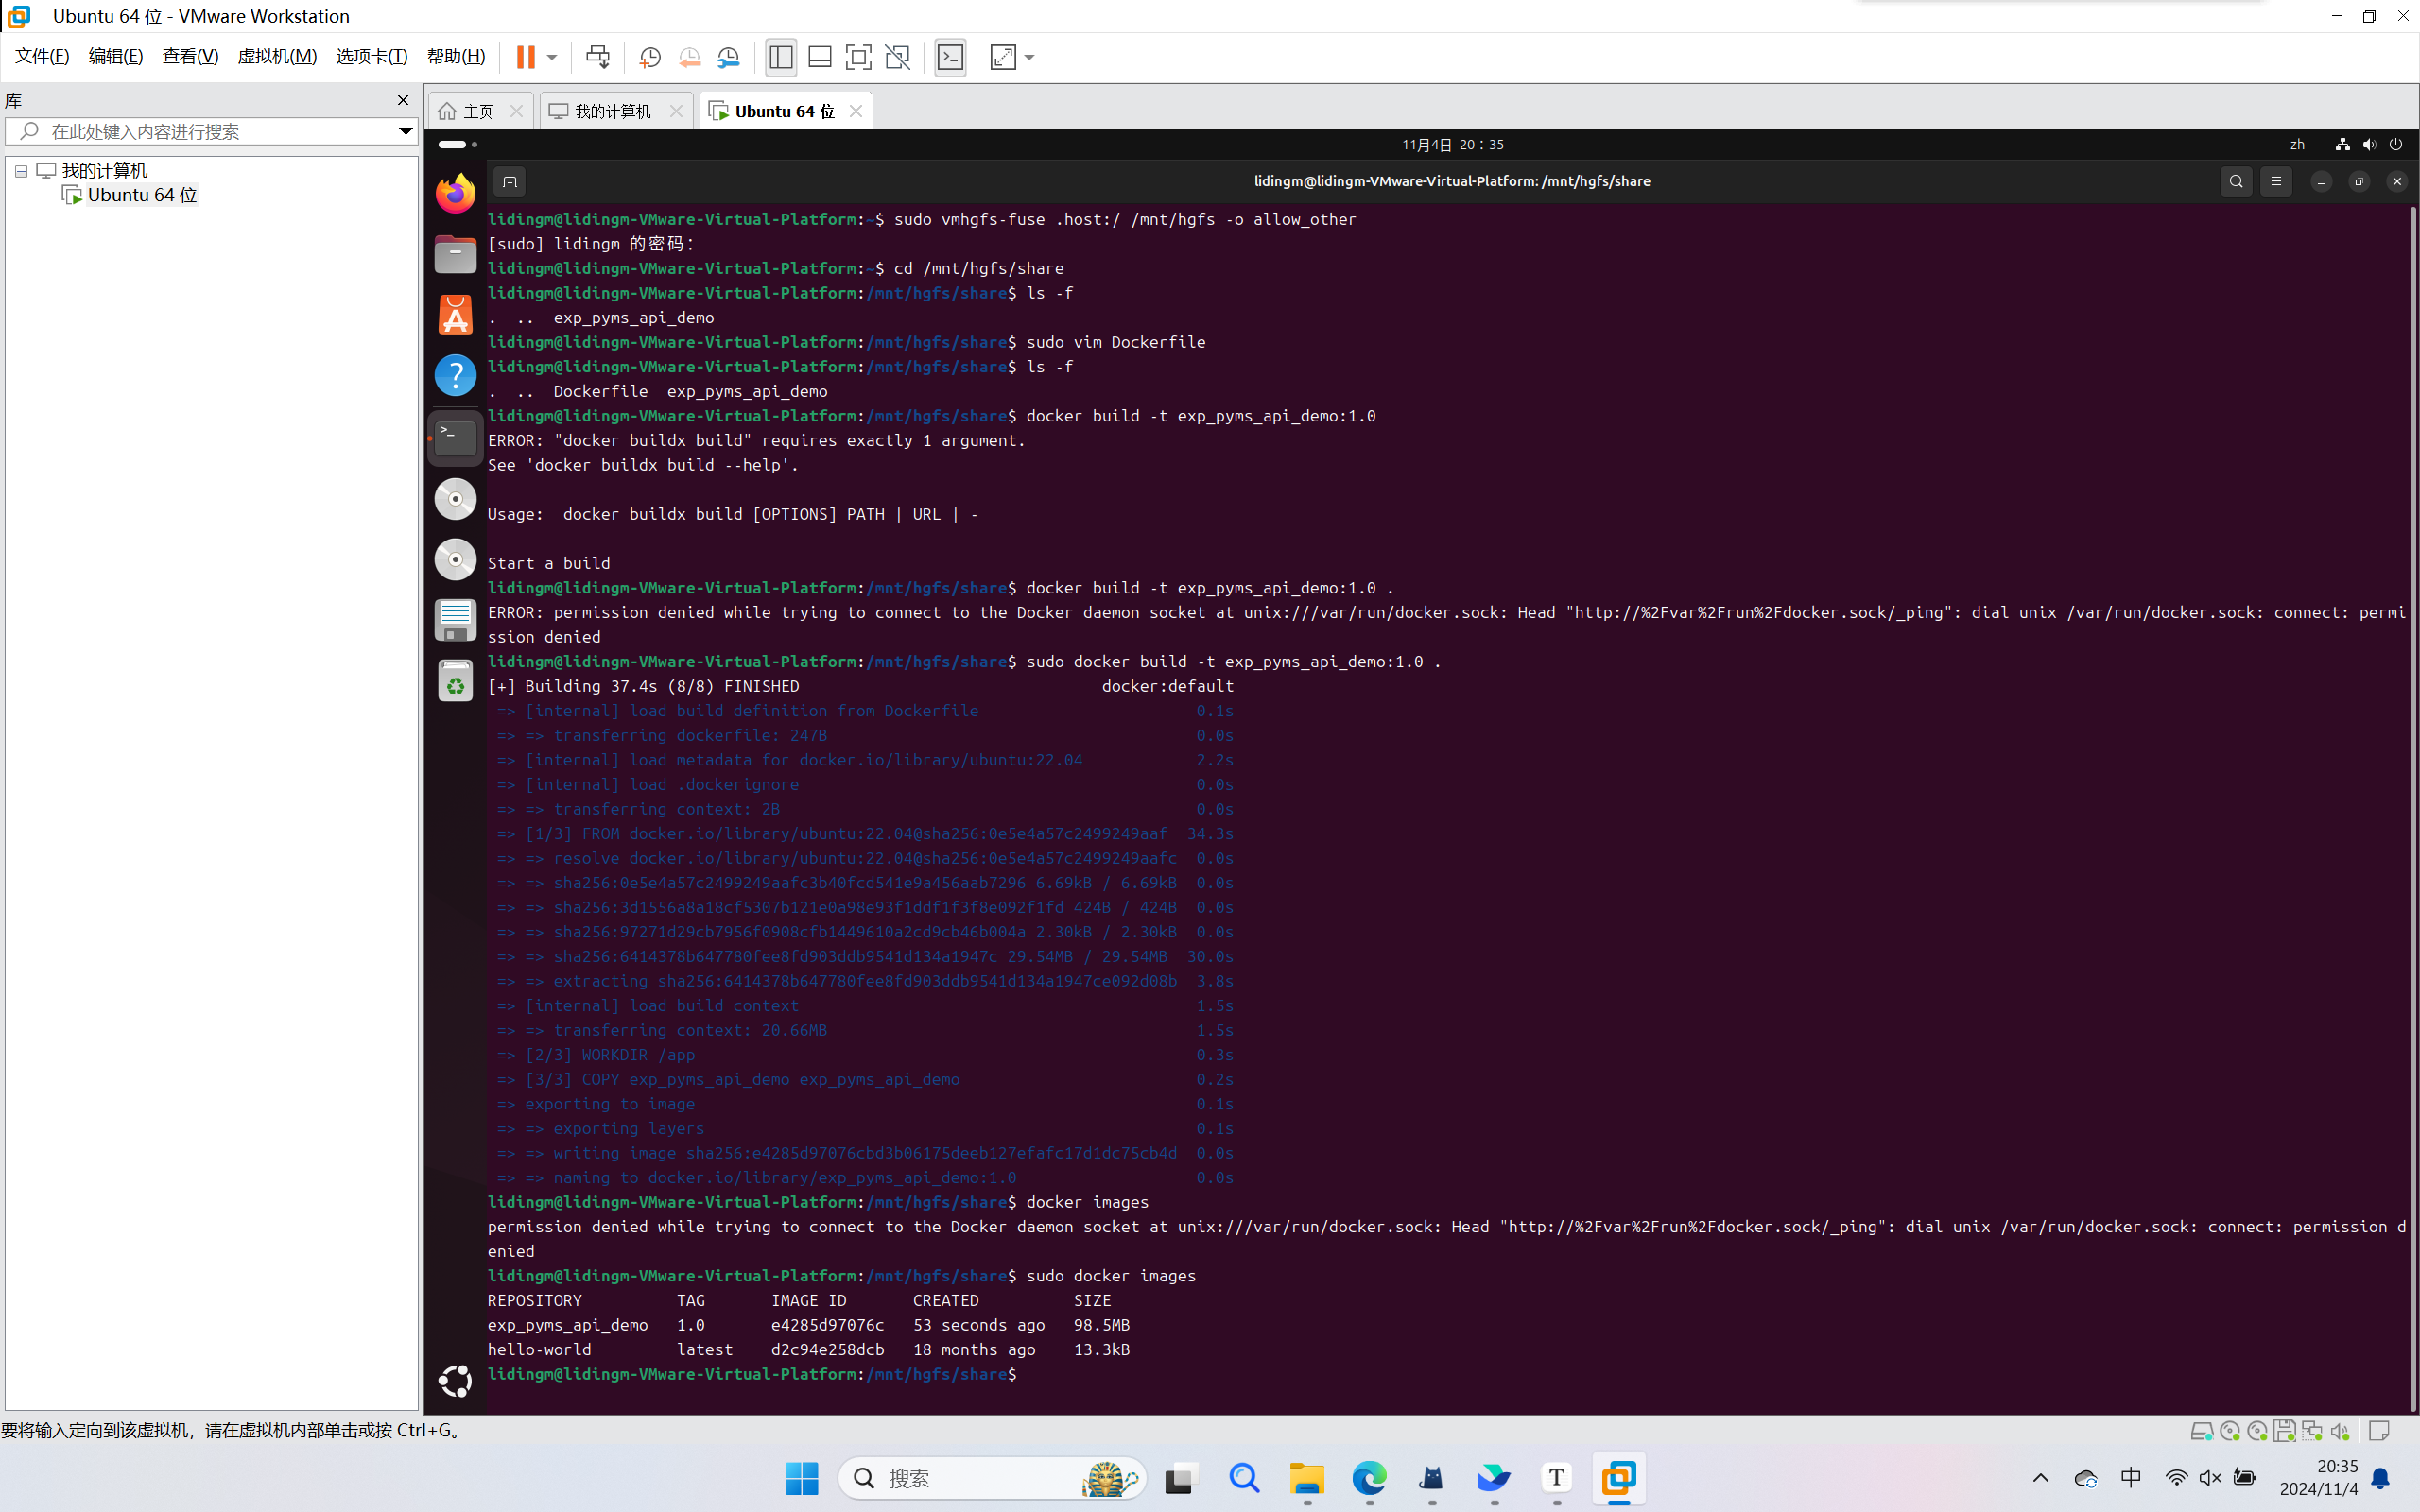 Ubuntu 64 位 - VMware Workstation
文件(F) 编辑(E) 查看(V) 虚拟机(M) 选项卡(T) 帮助(H)
库
在此处键入内容进行搜索
我的计算机
Ubuntu 64 位
主页 我的计算机 Ubuntu 64 位
11月4日 20：35 zh
lidingm@lidingm-VMware-Virtual-Platform: /mnt/hgfs/share
lidingm@lidingm-VMware-Virtual-Platform:~$ sudo vmhgfs-fuse .host:/ /mnt/hgfs -o allow_other
[sudo] lidingm 的密码：
lidingm@lidingm-VMware-Virtual-Platform:~$ cd /mnt/hgfs/share
lidingm@lidingm-VMware-Virtual-Platform:/mnt/hgfs/share$ ls -f
.  ..  exp_pyms_api_demo
lidingm@lidingm-VMware-Virtual-Platform:/mnt/hgfs/share$ sudo vim Dockerfile
lidingm@lidingm-VMware-Virtual-Platform:/mnt/hgfs/share$ ls -f
.  ..  Dockerfile  exp_pyms_api_demo
lidingm@lidingm-VMware-Virtual-Platform:/mnt/hgfs/share$ docker build -t exp_pyms_api_demo:1.0
ERROR: "docker buildx build" requires exactly 1 argument.
See 'docker buildx build --help'.
Usage:  docker buildx build [OPTIONS] PATH | URL | -
Start a build
lidingm@lidingm-VMware-Virtual-Platform:/mnt/hgfs/share$ docker build -t exp_pyms_api_demo:1.0 .
ERROR: permission denied while trying to connect to the Docker daemon socket at unix:///var/run/docker.sock: Head "http://%2Fvar%2Frun%2Fdocker.sock/_ping": dial unix /var/run/docker.sock: connect: permi
ssion denied
lidingm@lidingm-VMware-Virtual-Platform:/mnt/hgfs/share$ sudo docker build -t exp_pyms_api_demo:1.0 .
[+] Building 37.4s (8/8) FINISHED docker:default
=> [internal] load build definition from Dockerfile 0.1s
=> => transferring dockerfile: 247B 0.0s
=> [internal] load metadata for docker.io/library/ubuntu:22.04 2.2s
=> [internal] load .dockerignore 0.0s
=> => transferring context: 2B 0.0s
=> [1/3] FROM docker.io/library/ubuntu:22.04@sha256:0e5e4a57c2499249aaf 34.3s
=> => resolve docker.io/library/ubuntu:22.04@sha256:0e5e4a57c2499249aafc 0.0s
=> => sha256:0e5e4a57c2499249aafc3b40fcd541e9a456aab7296 6.69kB / 6.69kB 0.0s
=> => sha256:3d1556a8a18cf5307b121e0a98e93f1ddf1f3f8e092f1fd 424B / 424B 0.0s
=> => sha256:97271d29cb7956f0908cfb1449610a2cd9cb46b004a 2.30kB / 2.30kB 0.0s
=> => sha256:6414378b647780fee8fd903ddb9541d134a1947c 29.54MB / 29.54MB 30.0s
=> => extracting sha256:6414378b647780fee8fd903ddb9541d134a1947ce092d08b 3.8s
=> [internal] load build context 1.5s
=> => transferring context: 20.66MB 1.5s
=> [2/3] WORKDIR /app 0.3s
=> [3/3] COPY exp_pyms_api_demo exp_pyms_api_demo 0.2s
=> exporting to image 0.1s
=> => exporting layers 0.1s
=> => writing image sha256:e4285d97076cbd3b06175deeb127efafc17d1dc75cb4d 0.0s
=> => naming to docker.io/library/exp_pyms_api_demo:1.0 0.0s
lidingm@lidingm-VMware-Virtual-Platform:/mnt/hgfs/share$ docker images
permission denied while trying to connect to the Docker daemon socket at unix:///var/run/docker.sock: Head "http://%2Fvar%2Frun%2Fdocker.sock/_ping": dial unix /var/run/docker.sock: connect: permission d
enied
lidingm@lidingm-VMware-Virtual-Platform:/mnt/hgfs/share$ sudo docker images
REPOSITORY TAG IMAGE ID CREATED SIZE
exp_pyms_api_demo 1.0 e4285d97076c 53 seconds ago 98.5MB
hello-world latest d2c94e258dcb 18 months ago 13.3kB
lidingm@lidingm-VMware-Virtual-Platform:/mnt/hgfs/share$
要将输入定向到该虚拟机，请在虚拟机内部单击或按 Ctrl+G。
搜索 T 中 20:35
2024/11/4